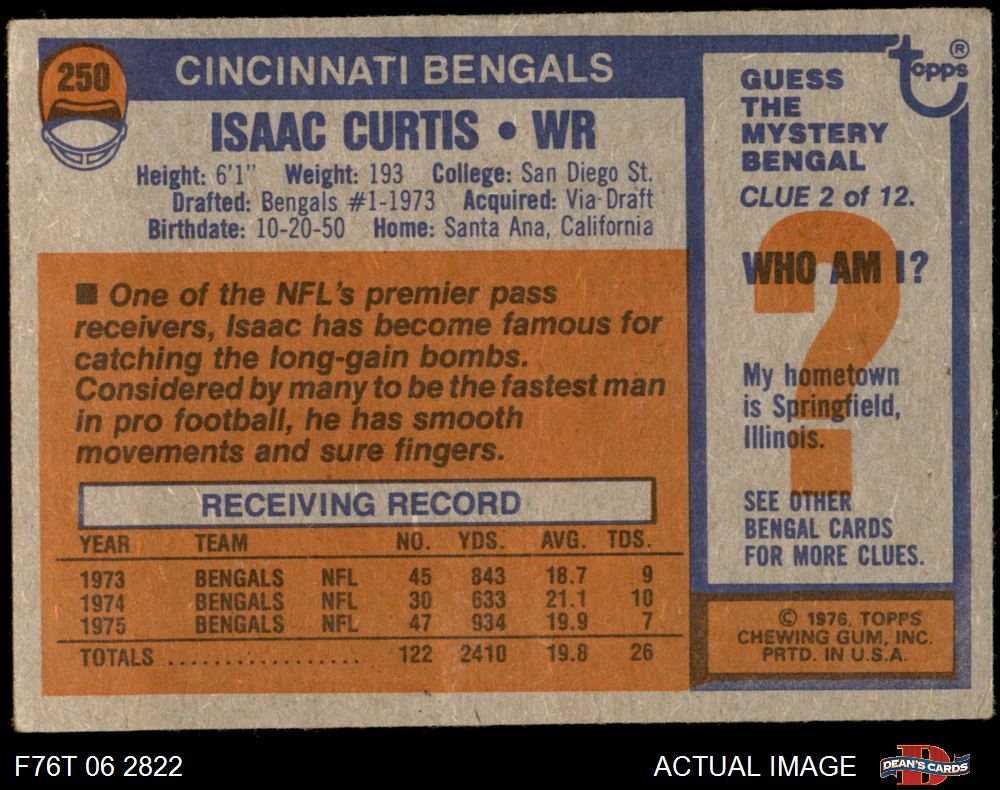 250
CINCINNATI BENGALS
ISAAC CURTIS • WR
Height: 6'1" Weight: 193 College: San Diego St.
Drafted: Bengals #1-1973 Acquired: Via-Draft
Birthdate: 10-20-50 Home: Santa Ana, California
■ One of the NFL's premier pass
receivers, Isaac has become famous for
catching the long-gain bombs.
Considered by many to be the fastest man
in pro football, he has smooth
movements and sure fingers.
RECEIVING RECORD
YEAR TEAM NO. YDS. AVG. TDS.
1973 BENGALS NFL 45 843 18.7 9
1974 BENGALS NFL 30 633 21.1 10
1975 BENGALS NFL 47 934 19.9 7
TOTALS .................. 122 2410 19.8 26
topps ®
GUESS
THE
MYSTERY
BENGAL
CLUE 2 of 12.
?
WHO AM I?
My hometown
is Springfield,
Illinois.
SEE OTHER
BENGAL CARDS
FOR MORE CLUES.
© 1976, TOPPS
CHEWING GUM, INC.
PRTD. IN U.S.A.
F76T 06 2822
ACTUAL IMAGE
D
DEAN'S CARDS